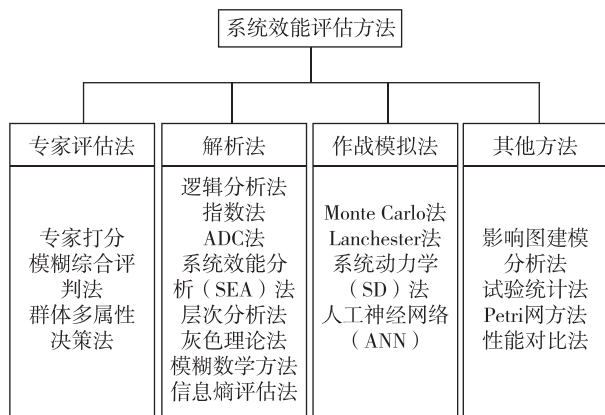 系统效能评估方法
专家评估法
专家打分
模糊综合评
判法
群体多属性
决策法
解析法
逻辑分析法
指数法
ADC法
系统效能分
析（SEA）法
层次分析法
灰色理论法
模糊数学方法
信息熵评估法
作战模拟法
Monte Carlo法
Lanchester法
系统动力学
（SD）法
人工神经网络
（ANN）
其他方法
影响图建模
分析法
试验统计法
Petri网方法
性能对比法